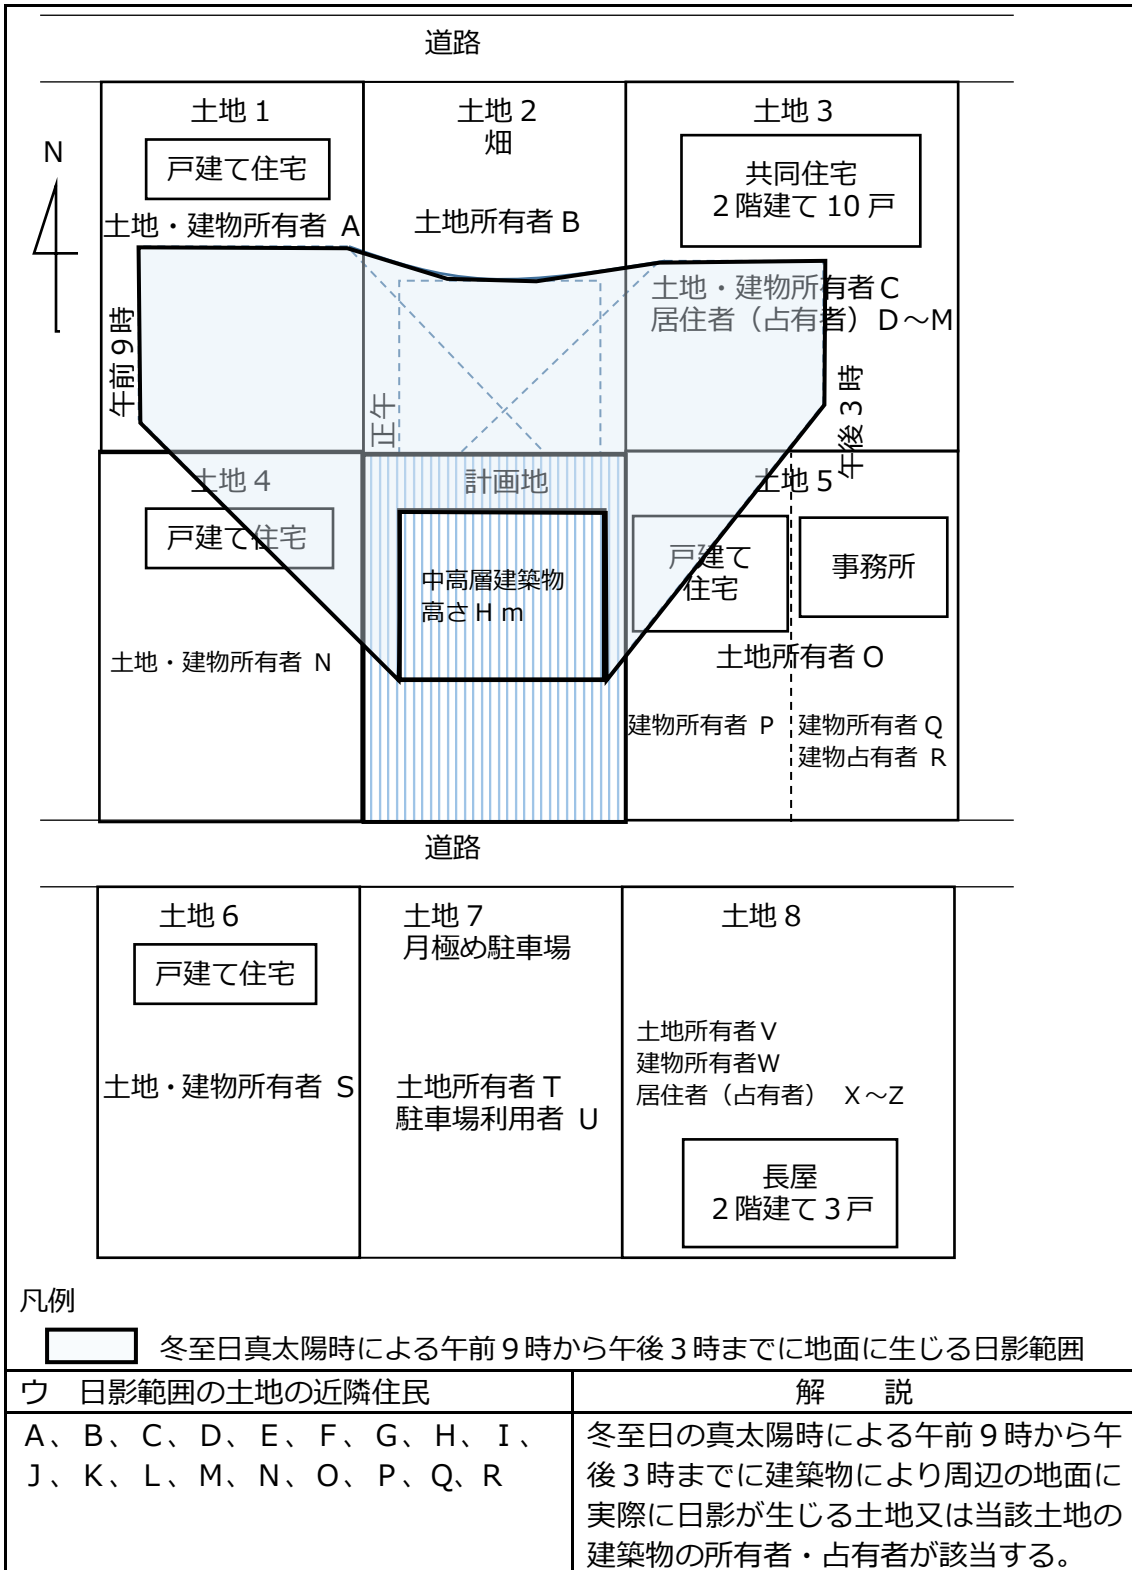 道路
土地1
土地2
畑
土地3
N
戸建て住宅
共同住宅
2階建て10戸
土地・建物所有者 A
土地所有者B
土地・建物所有者C
居住者（占有者）D～M
午前9時
正午
午後3時
土地4
計画地
土地5
戸建て住宅
中高層建築物
高さHm
戸建て
住宅
事務所
土地・建物所有者 N
土地所有者O
建物所有者 P
建物所有者Q
建物占有者 R
道路
土地6
土地7
月極め駐車場
土地8
戸建て住宅
土地・建物所有者 S
土地所有者T
駐車場利用者 U
土地所有者V
建物所有者W
居住者（占有者） X～Z
長屋
2階建て3戸
凡例
冬至日真太陽時による午前9時から午後3時までに地面に生じる日影範囲
ウ 日影範囲の土地の近隣住民
解 説
A、B、C、D、E、F、G、H、I、
J、K、L、M、N、O、P、Q、R
冬至日の真太陽時による午前9時から午
後3時までに建築物により周辺の地面に
実際に日影が生じる土地又は当該土地の
建築物の所有者・占有者が該当する。